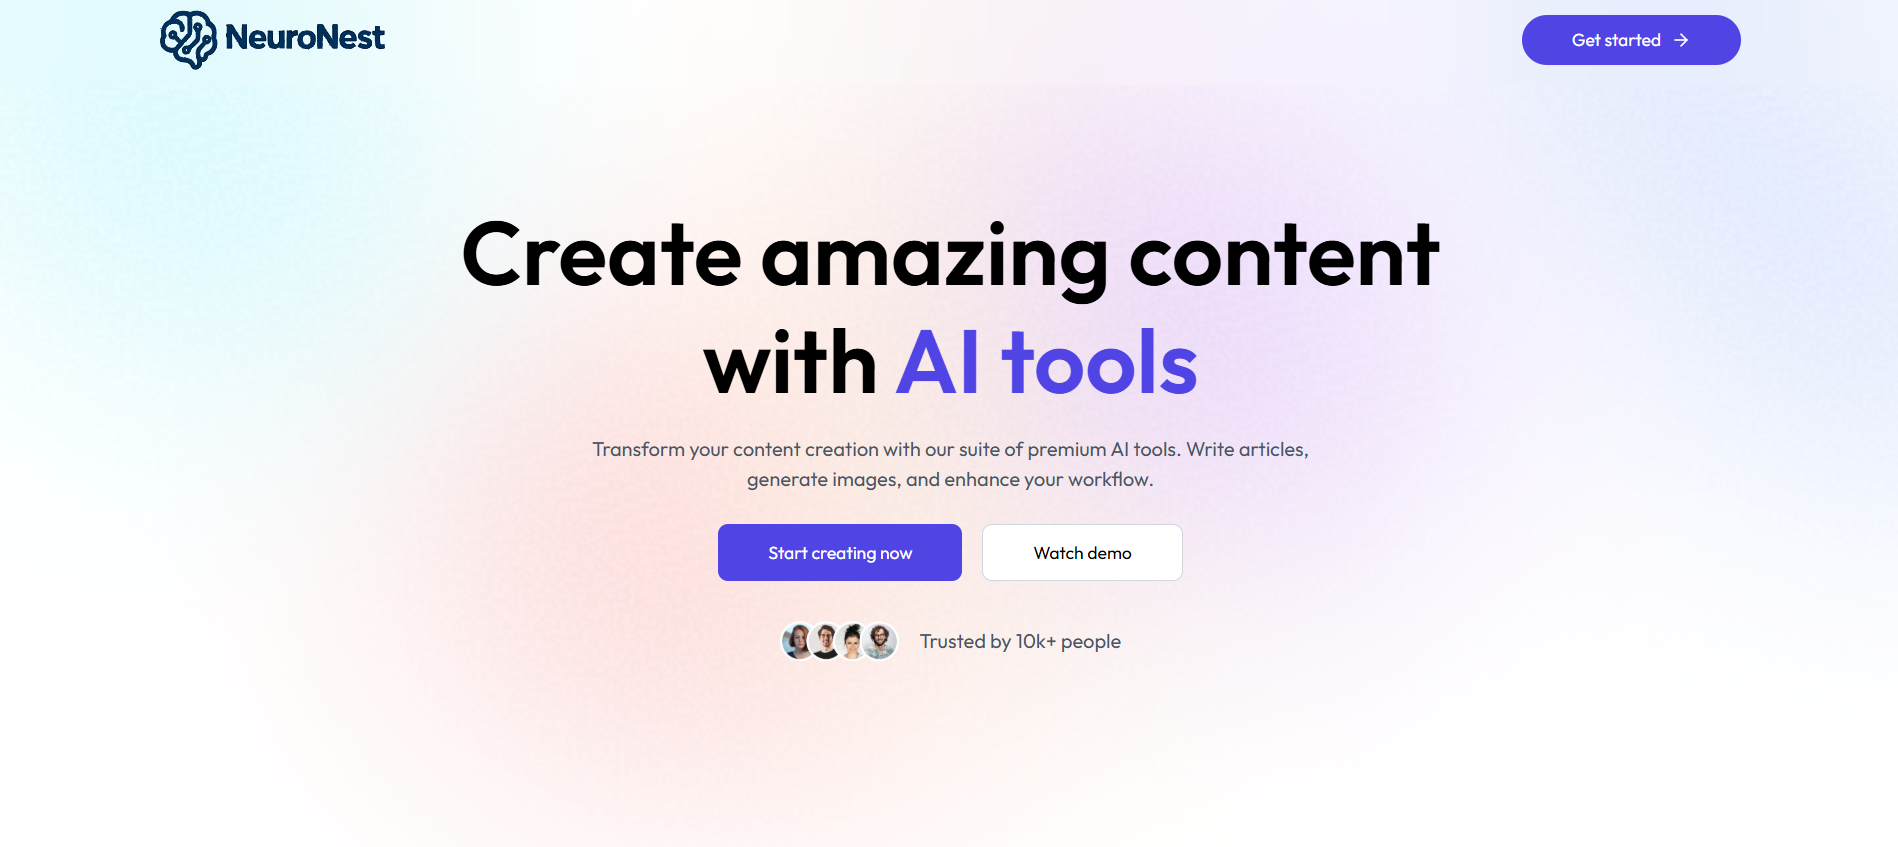 NeuroNest
Get started
Create amazing content
with AI tools
Transform your content creation with our suite of premium AI tools. Write articles,
generate images, and enhance your workflow.
Start creating now
Watch demo
Trusted by 10k+ people